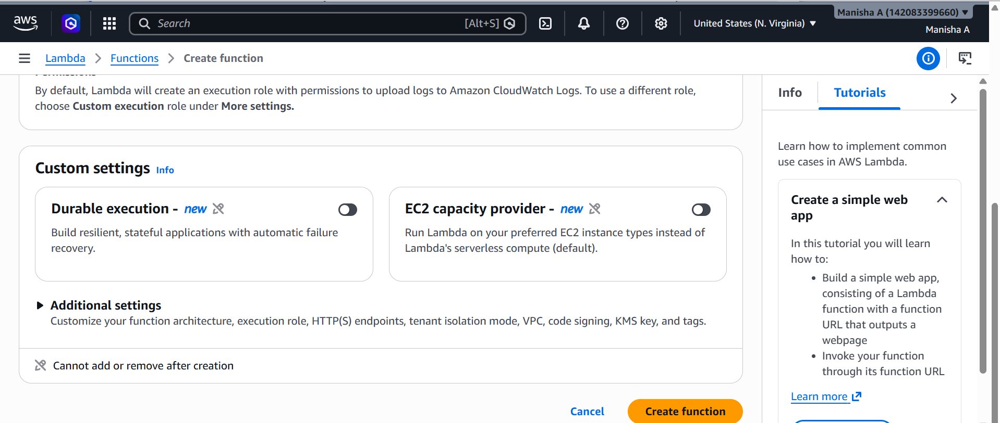 aws
Search
[Alt+S]
United States (N. Virginia)
Manisha A (142083399660)
Manisha A
Lambda
Functions
Create function
Permissions
By default, Lambda will create an execution role with permissions to upload logs to Amazon CloudWatch Logs. To use a different role,
choose Custom execution role under More settings.
Custom settings Info
Durable execution - new
Build resilient, stateful applications with automatic failure
recovery.
EC2 capacity provider - new
Run Lambda on your preferred EC2 instance types instead of
Lambda's serverless compute (default).
Additional settings
Customize your function architecture, execution role, HTTP(S) endpoints, tenant isolation mode, VPC, code signing, KMS key, and tags.
Cannot add or remove after creation
Cancel
Create function
Info
Tutorials
Learn how to implement common
use cases in AWS Lambda.
Create a simple web
app
In this tutorial you will learn
how to:
• Build a simple web app,
consisting of a Lambda
function with a function
URL that outputs a
webpage
• Invoke your function
through its function URL
Learn more